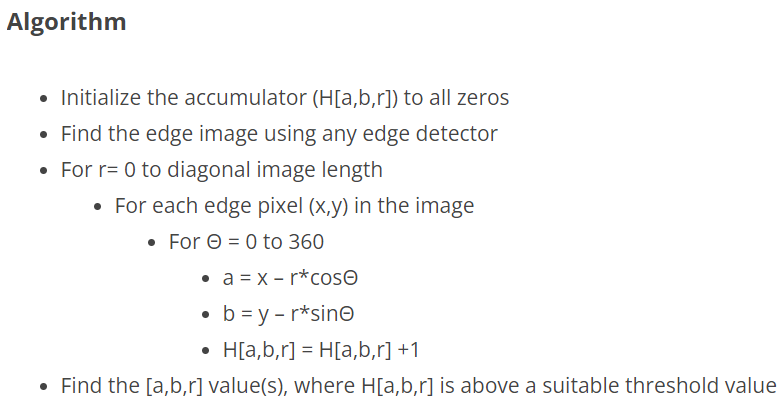 Algorithm
• Initialize the accumulator (H[a,b,r]) to all zeros
• Find the edge image using any edge detector
• For r= 0 to diagonal image length
• For each edge pixel (x,y) in the image
• For Θ = 0 to 360
• a = x – r*cosΘ
• b = y – r*sinΘ
• H[a,b,r] = H[a,b,r] +1
• Find the [a,b,r] value(s), where H[a,b,r] is above a suitable threshold value